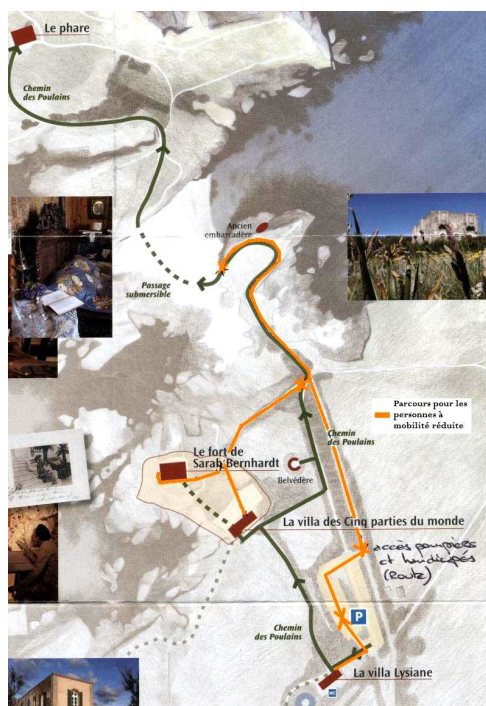 Le phare
Chemin
des Poulains
Ancien
embarcadère
Passage
submersible
Parcours pour les
personnes à
mobilité réduite
Chemin
des Poulains
Le fort de
Sarah Bernhardt
Belvédère
La villa des Cinq parties du monde
accès pompiers
et handicapés
(Route)
P
Chemin
des Poulains
La villa Lysiane
WC